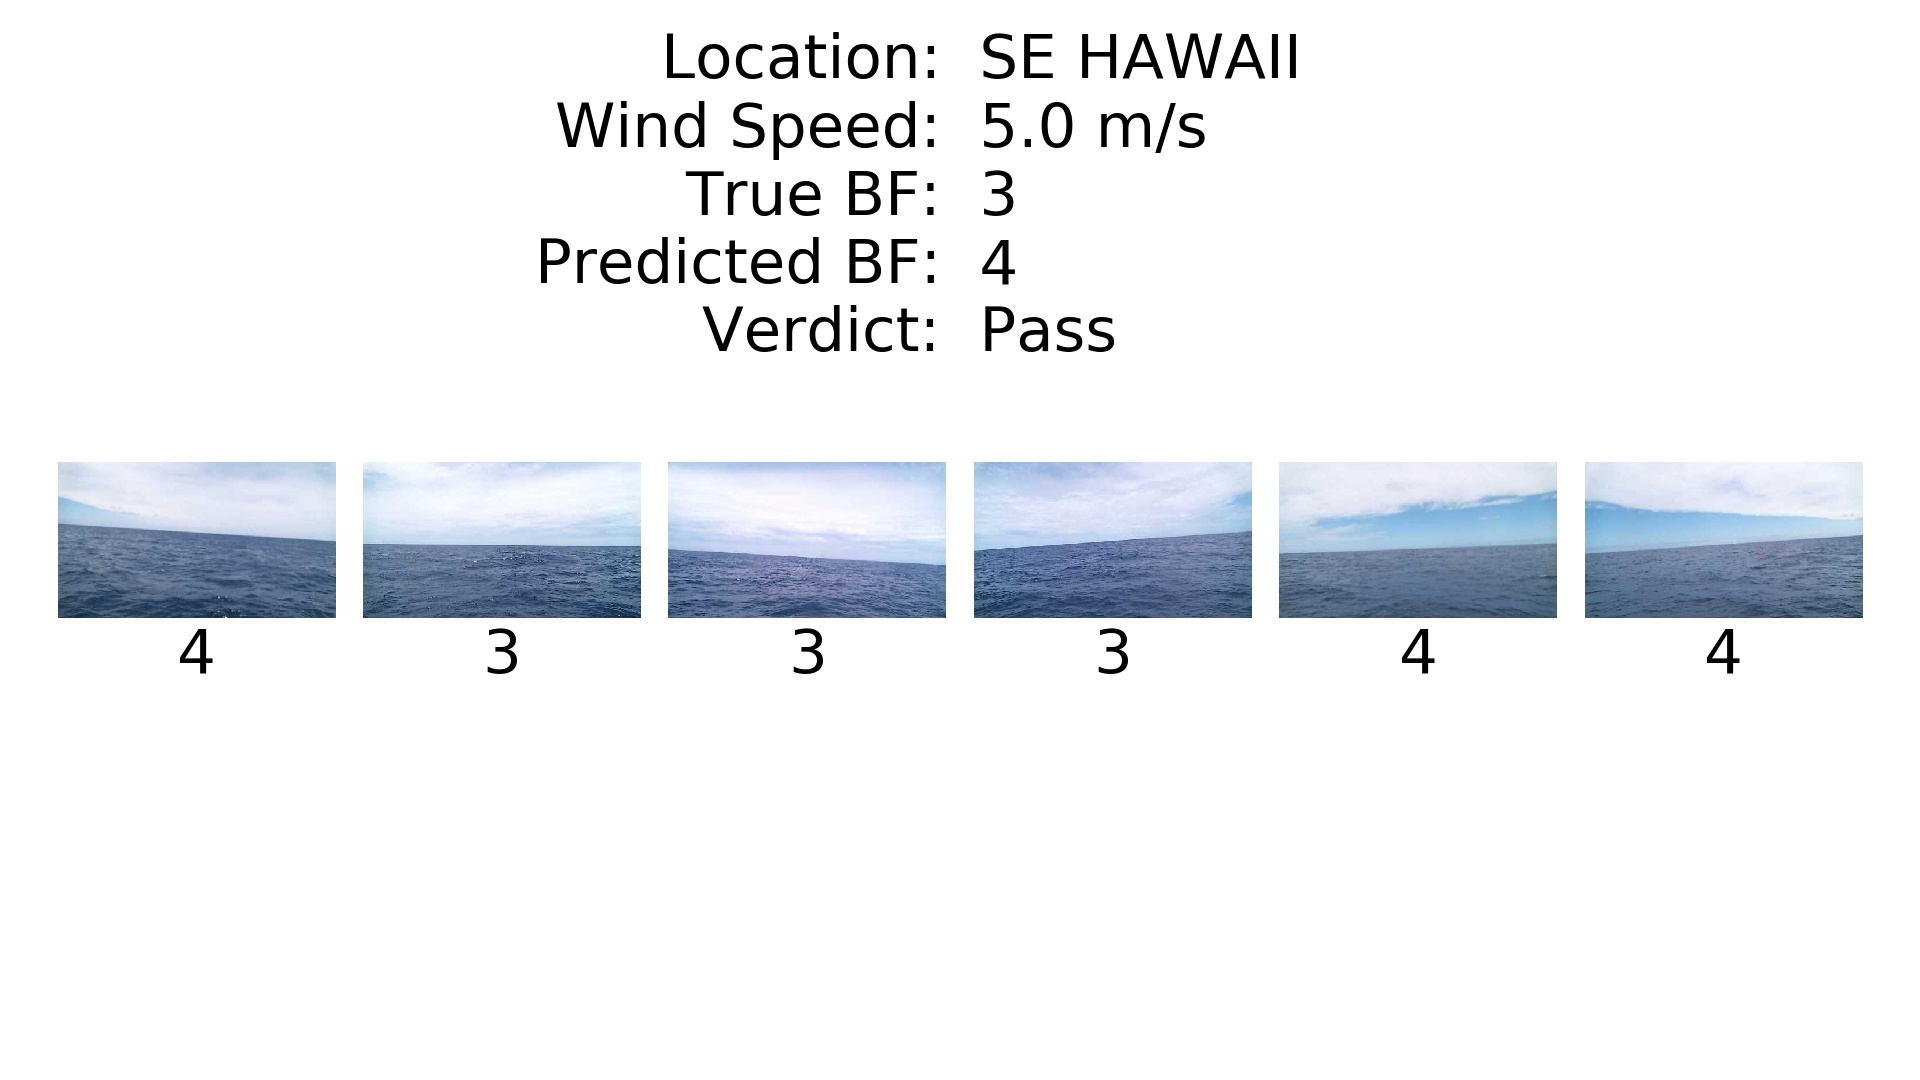 Location: SE HAWAII
Wind Speed: 5.0 m/s
True BF: 3
Predicted BF: 4
Verdict: Pass
4 3 3 3 4 4